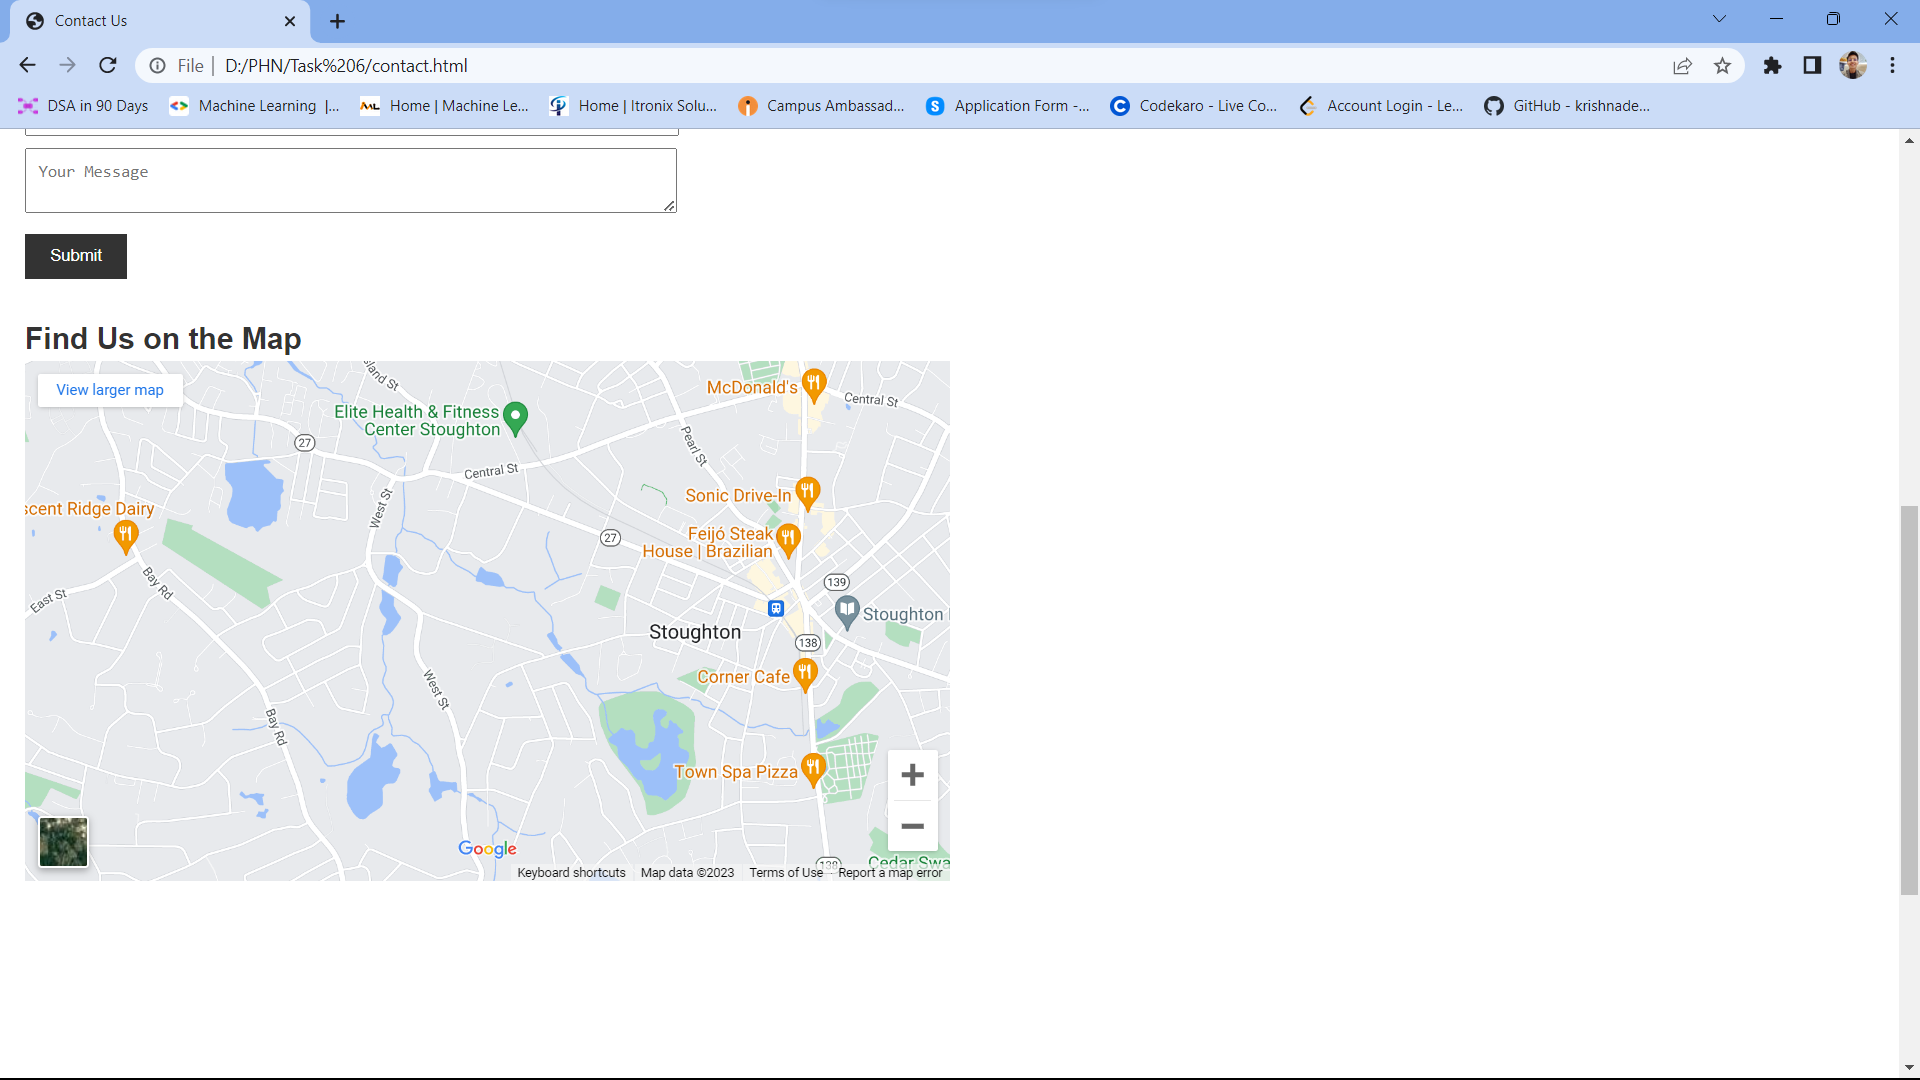 Contact Us
File | D:/PHN/Task%206/contact.html
DSA in 90 Days
Machine Learning |...
Home | Machine Le...
Home | Itronix Solu...
Campus Ambassad...
Application Form -...
Codekaro - Live Co...
Account Login - Le...
GitHub - krishnade...
Your Message
Submit
Find Us on the Map
View larger map
island St
McDonald's
Central St
Elite Health & Fitness
Center Stoughton
27
Pearl St
Central St
Sonic Drive-In
West St
scent Ridge Dairy
Feijó Steak
House | Brazilian
27
Bay Rd
139
East St
Stoughton
Stoughton
138
Corner Cafe
West St
Bay Rd
Town Spa Pizza
Google
138
Cedar Swa
Keyboard shortcuts
Map data ©2023
Terms of Use
Report a map error